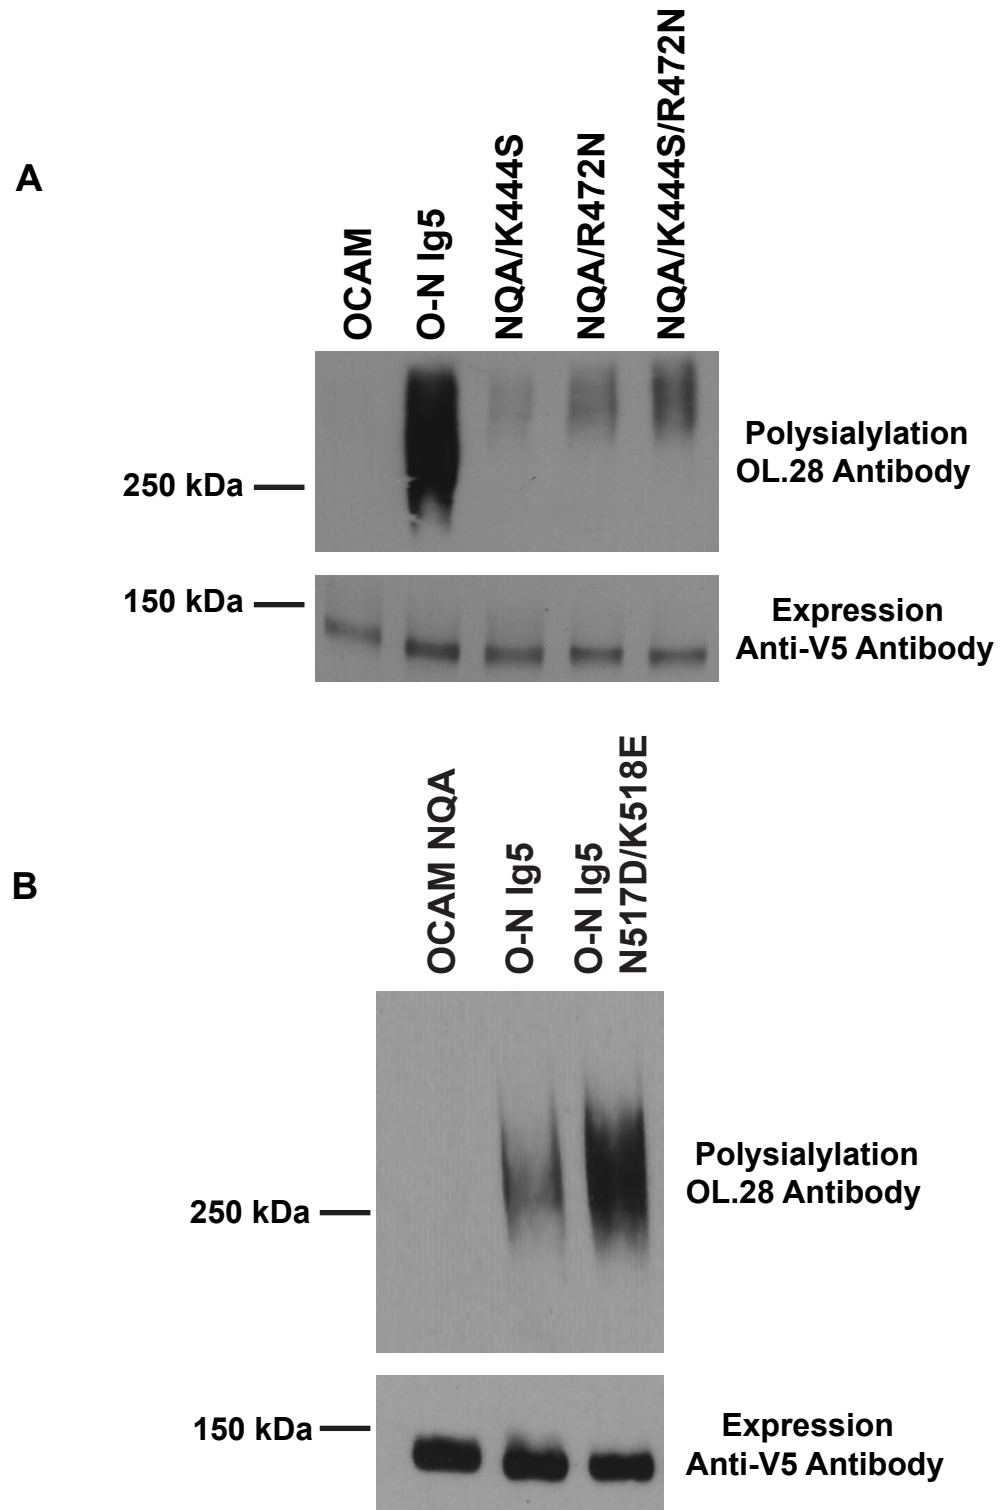 A
OCAM
O-N Ig5
NQA/K444S
NQA/R472N
NQA/K444S/R472N
250 kDa
Polysialylation
OL.28 Antibody
150 kDa
Expression
Anti-V5 Antibody
B
OCAM NQA
O-N Ig5
O-N Ig5
N517D/K518E
250 kDa
Polysialylation
OL.28 Antibody
150 kDa
Expression
Anti-V5 Antibody